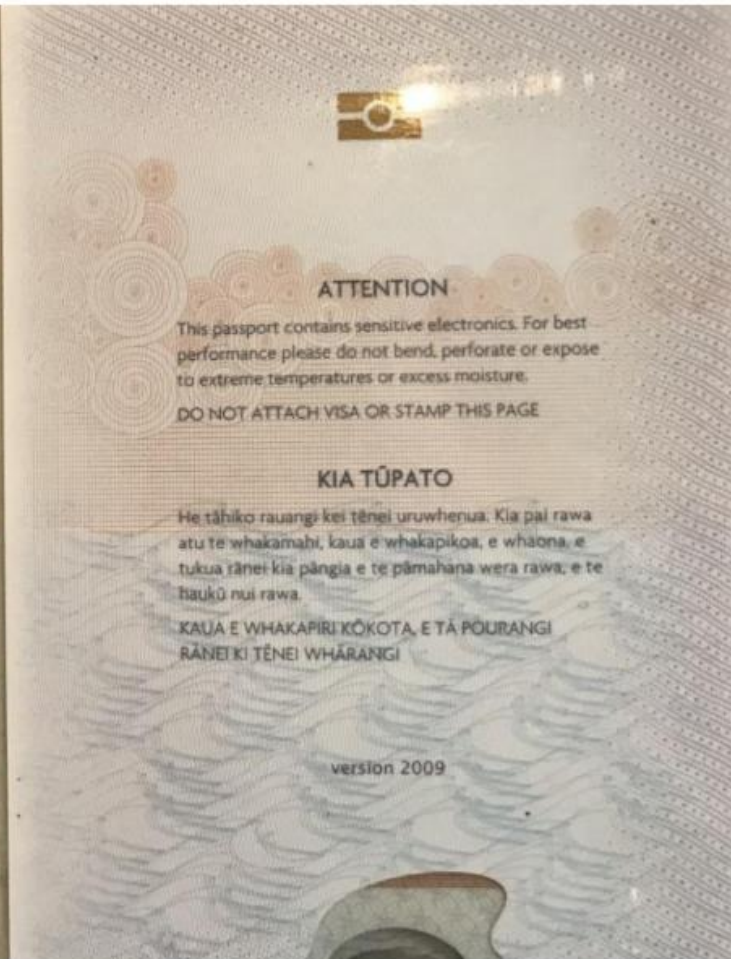 ATTENTION
This passport contains sensitive electronics. For best
performance please do not bend, perforate or expose
to extreme temperatures or excess moisture.
DO NOT ATTACH VISA OR STAMP THIS PAGE
KIA TŪPATO
He tāhiko rauangi kei tēnei uruwhenua. Kia pai rawa
atu te whakamahi, kaua e whakapikoa, e whaona, e
tukua rānei kia pāngia e te pāmahana wera rawa, e te
haukū nui rawa.
KAUA E WHAKAPIRI KŌKOTA, E TĀ POURANGI
RĀNEI KI TĒNEI WHĀRANGI
version 2009